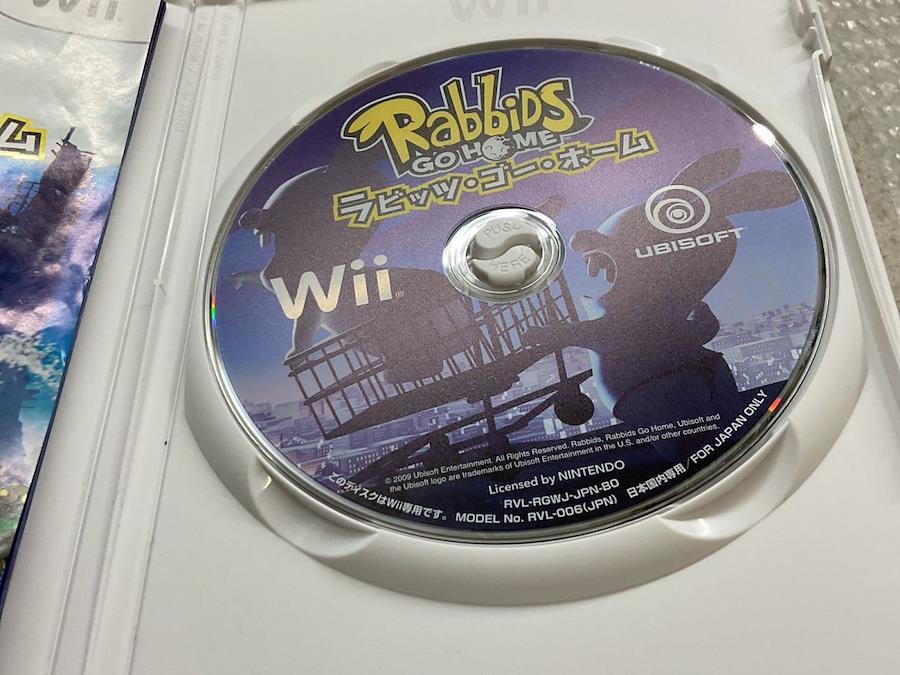 Wii
Wii
ム
RabbiDS
GO HOME
ラビッツ・ゴー・ホーム
UBISOFT
PUSH
HERE
Wii
© 2009 Ubisoft Entertainment. All Rights Reserved. Rabbids, Rabbids Go Home, Ubisoft and
the Ubisoft logo are trademarks of Ubisoft Entertainment in the U.S. and/or other countries.
Licensed by NINTENDO
RVL-RGWJ-JPN-B0
このディスクはWii専用です。 MODEL No. RVL-006(JPN) 日本国内専用/FOR JAPAN ONLY